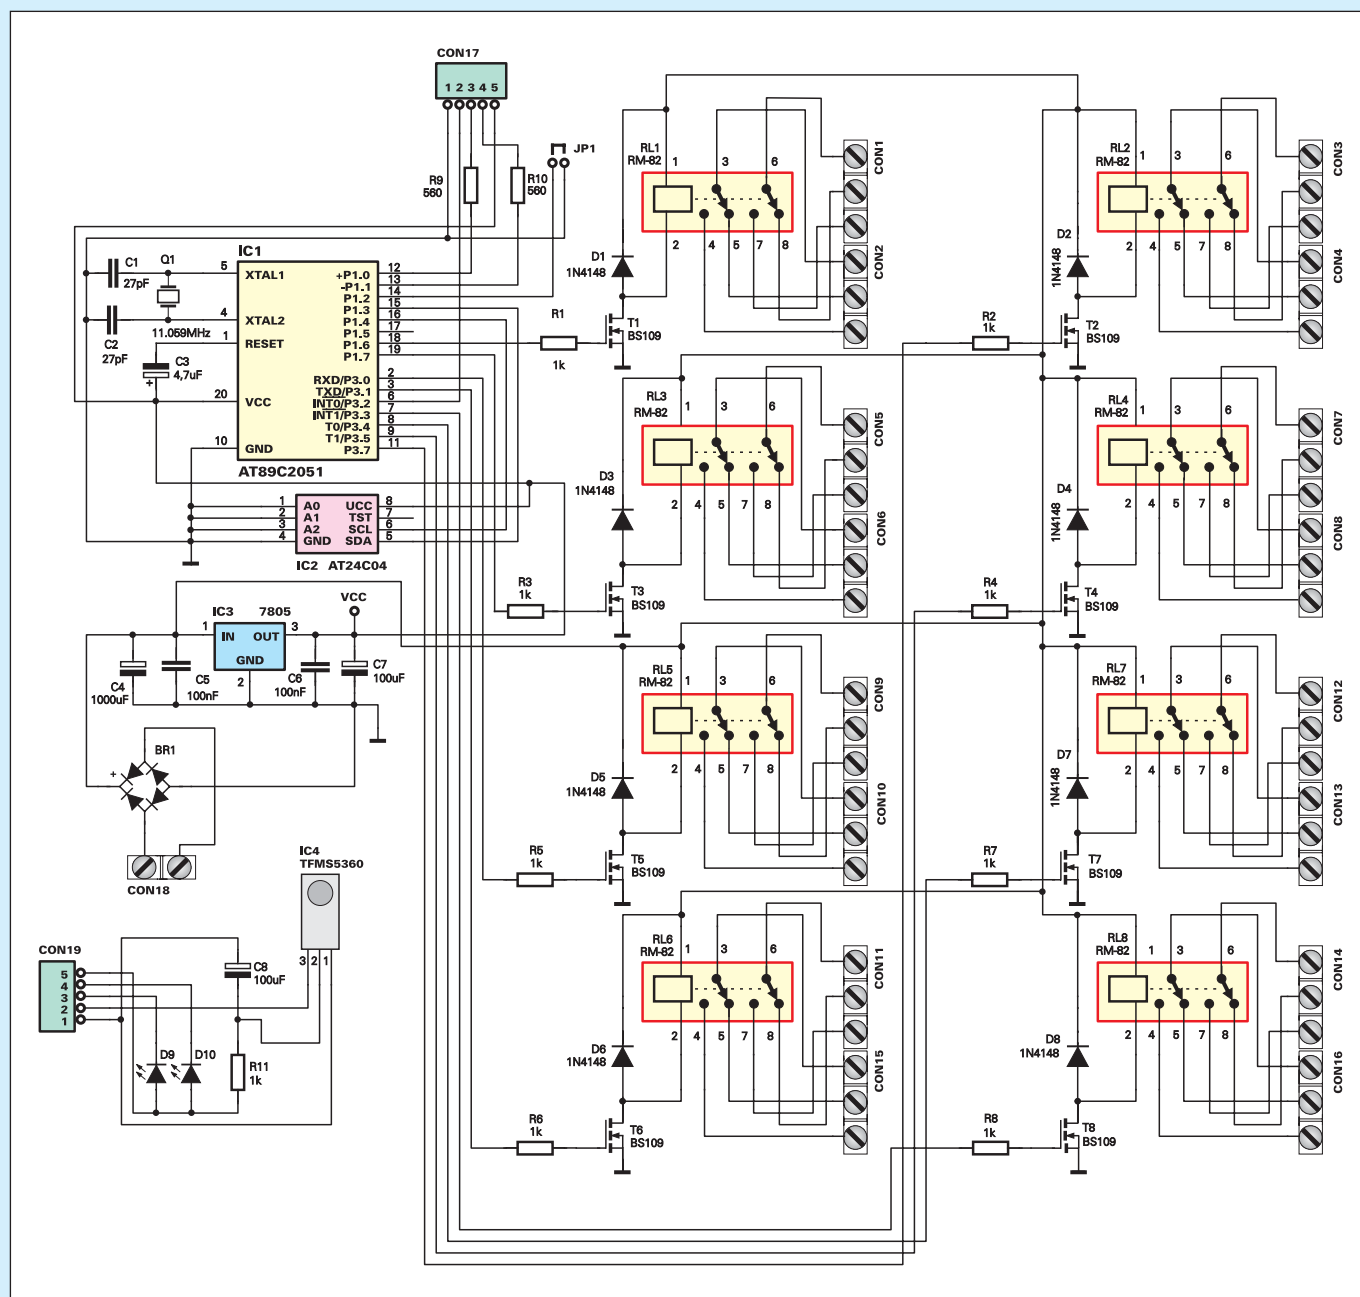 CON17
1 2 3 4 5
R9
560
R10
560
JP1
IC1
C1
27pF
Q1
11.059MHz
C2
27pF
C3
4,7uF
+
5 XTAL1
4 XTAL2
1 RESET
20 VCC
10 GND
+P1.0 12
-P1.1 13
P1.2 14
P1.3 15
P1.4 16
P1.5 17
P1.6 18
P1.7 19
RXD/P3.0 2
TXD/P3.1 3
INT0/P3.2 6
INT1/P3.3 7
T0/P3.4 8
T1/P3.5 9
P3.7 11
AT89C2051
1 A0 UCC 8
2 A1 TST 7
3 A2 SCL 6
4 GND SDA 5
IC2 AT24C04
IC3 7805
VCC
1 IN OUT 3
GND
2
C4
1000uF
C5
100nF
C6
100nF
C7
100uF
BR1
+
CON18
IC4
TFMS5360
3 2 1
CON19
5
4
3
2
1
C8
100uF
D9
D10
R11
1k
RL1
RM-82
1 3 6
2 4 5 7 8
CON1
CON2
D1
1N4148
R1
1k
T1
BS109
RL2
RM-82
1 3 6
2 4 5 7 8
CON3
CON4
D2
1N4148
R2
1k
T2
BS109
RL3
RM-82
1 3 6
2 4 5 7 8
CON5
CON6
D3
1N4148
R3
1k
T3
BS109
RL4
RM-82
1 3 6
2 4 5 7 8
CON7
CON8
D4
1N4148
R4
1k
T4
BS109
RL5
RM-82
1 3 6
2 4 5 7 8
CON9
CON10
D5
1N4148
R5
1k
T5
BS109
RL7
RM-82
1 3 6
2 4 5 7 8
CON12
CON13
D7
1N4148
R7
1k
T7
BS109
RL6
RM-82
1 3 6
2 4 5 7 8
CON11
CON15
D6
1N4148
R6
1k
T6
BS109
RL8
RM-82
1 3 6
2 4 5 7 8
CON14
CON16
D8
1N4148
R8
1k
T8
BS109